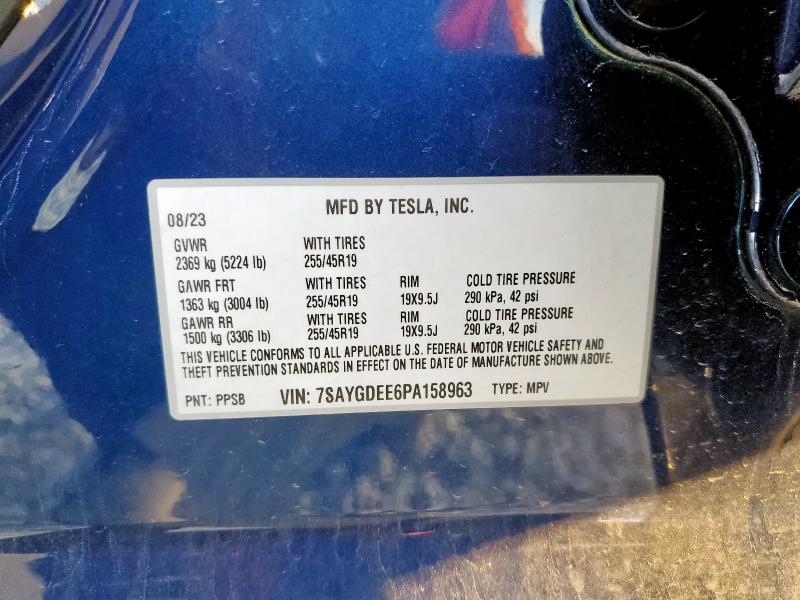 08/23 MFD BY TESLA, INC.
GVWR WITH TIRES
2369 kg (5224 lb) 255/45R19
GAWR FRT WITH TIRES RIM COLD TIRE PRESSURE
1363 kg (3004 lb) 255/45R19 19X9.5J 290 kPa, 42 psi
GAWR RR WITH TIRES RIM COLD TIRE PRESSURE
1500 kg (3306 lb) 255/45R19 19X9.5J 290 kPa, 42 psi
THIS VEHICLE CONFORMS TO ALL APPLICABLE U.S. FEDERAL MOTOR VEHICLE SAFETY AND
THEFT PREVENTION STANDARDS IN EFFECT ON THE DATE OF MANUFACTURE SHOWN ABOVE.
PNT: PPSB VIN: 7SAYGDEE6PA158963 TYPE: MPV